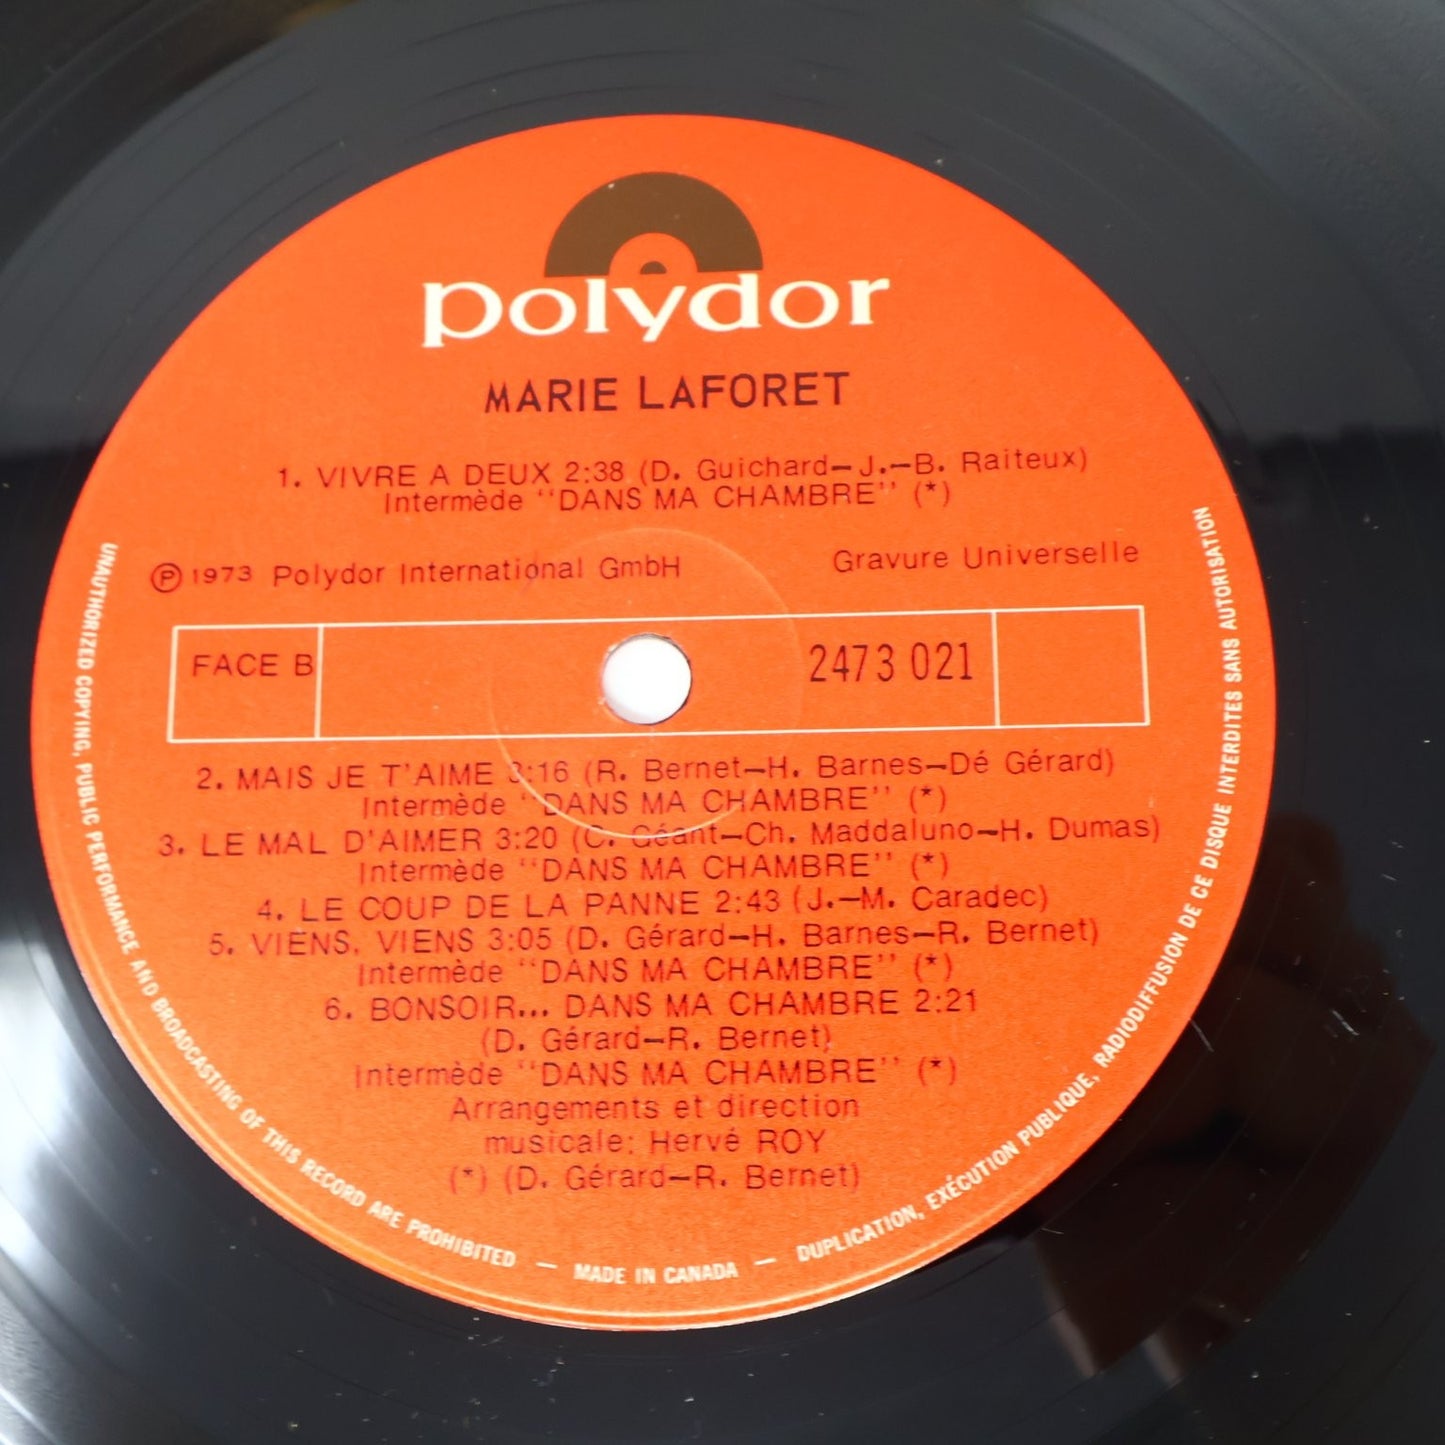 polydor
MARIE LAFORET
1. VIVRE A DEUX 2:38 (D. Guichard—J.—B. Raiteux)
Intermède "DANS MA CHAMBRE" (*)
Ⓟ 1973 Polydor International GmbH
Gravure Universelle
FACE B
2473 021
2. MAIS JE T'AIME 3:16 (R. Bernet—H. Barnes—Dé Gérard)
Intermède "DANS MA CHAMBRE" (*)
3. LE MAL D'AIMER 3:20 (C. Géant—Ch. Maddaluno—H. Dumas)
Intermède "DANS MA CHAMBRE" (*)
4. LE COUP DE LA PANNE 2:43 (J.—M. Caradec)
5. VIENS, VIENS 3:05 (D. Gérard—H. Barnes—R. Bernet)
Intermède "DANS MA CHAMBRE" (*)
6. BONSOIR... DANS MA CHAMBRE 2:21
(D. Gérard—R. Bernet)
Intermède "DANS MA CHAMBRE" (*)
Arrangements et direction
musicale: Hervé ROY
(*) (D. Gérard—R. Bernet)
UNAUTHORIZED COPYING, PUBLIC PERFORMANCE AND BROADCASTING OF THIS RECORD ARE PROHIBITED — MADE IN CANADA — DUPLICATION, EXÉCUTION PUBLIQUE, RADIODIFFUSION DE CE DISQUE INTERDITES SANS AUTORISATION